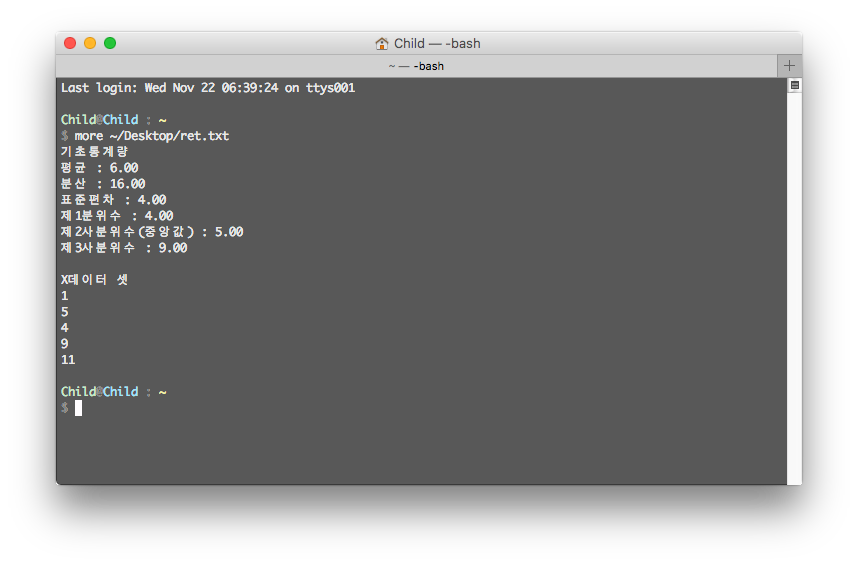 Child — -bash
~ — -bash
Last login: Wed Nov 22 06:39:24 on ttys001
Child@Child : ~
$ more ~/Desktop/ret.txt
기초통계량
평균 : 6.00
분산 : 16.00
표준편차 : 4.00
제1분위수 : 4.00
제2사분위수(중앙값) : 5.00
제3사분위수 : 9.00
X데이터 셋
1
5
4
9
11
Child@Child : ~
$